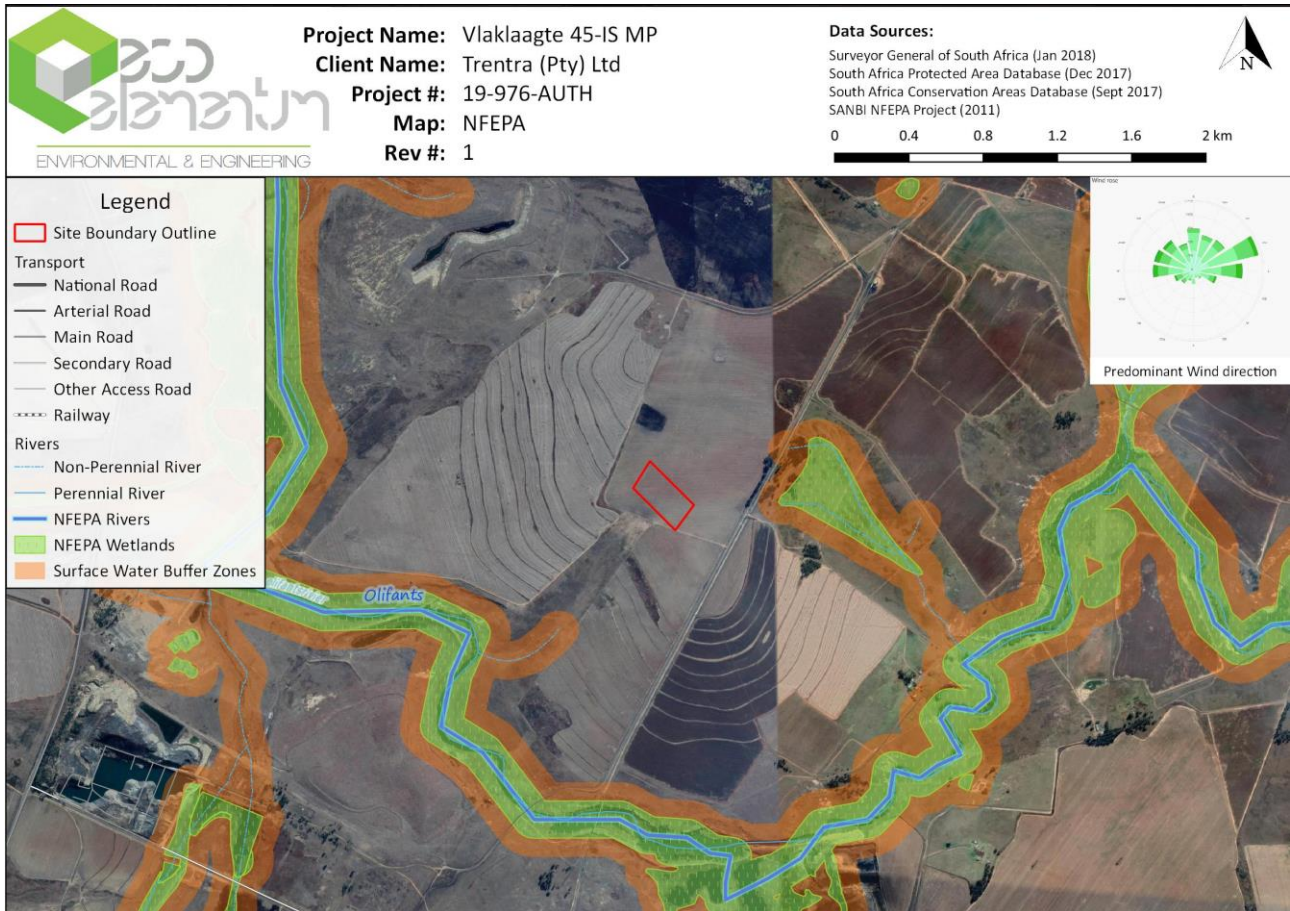 eco
elementum
ENVIRONMENTAL & ENGINEERING
Project Name: Vlaklaagte 45-IS MP
Client Name: Trentra (Pty) Ltd
Project #: 19-976-AUTH
Map: NFEPA
Rev #: 1
Data Sources:
Surveyor General of South Africa (Jan 2018)
South Africa Protected Area Database (Dec 2017)
South Africa Conservation Areas Database (Sept 2017)
SANBI NFEPA Project (2011)
N
0 0.4 0.8 1.2 1.6 2 km
Legend
Site Boundary Outline
Transport
National Road
Arterial Road
Main Road
Secondary Road
Other Access Road
Railway
Rivers
Non-Perennial River
Perennial River
NFEPA Rivers
NFEPA Wetlands
Surface Water Buffer Zones
Wind rose
Predominant Wind direction
Olifants